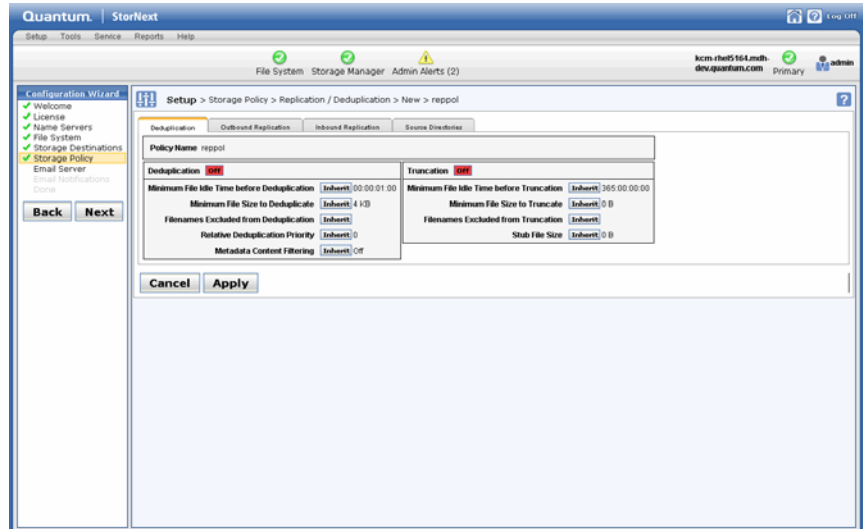 Quantum. StorNext Log Off
Setup Tools Service Reports Help
File System Storage Manager Admin Alerts (2)
kcm-rhel5164.mdh-
dev.quantum.com Primary admin
Configuration Wizard
Welcome
License
Name Servers
File System
Storage Destinations
Storage Policy
Email Server
Email Notifications
Done
Back Next
Setup > Storage Policy > Replication / Deduplication > New > reppol
Deduplication Outbound Replication Inbound Replication Source Directories
Policy Name reppol
Deduplication Off
Minimum File Idle Time before Deduplication Inherit 00:00:01:00
Minimum File Size to Deduplicate Inherit 4 KB
Filenames Excluded from Deduplication Inherit
Relative Deduplication Priority Inherit 0
Metadata Content Filtering Inherit Off
Truncation Off
Minimum File Idle Time before Truncation Inherit 365:00:00:00
Minimum File Size to Truncate Inherit 0 B
Filenames Excluded from Truncation Inherit
Stub File Size Inherit 0 B
Cancel Apply